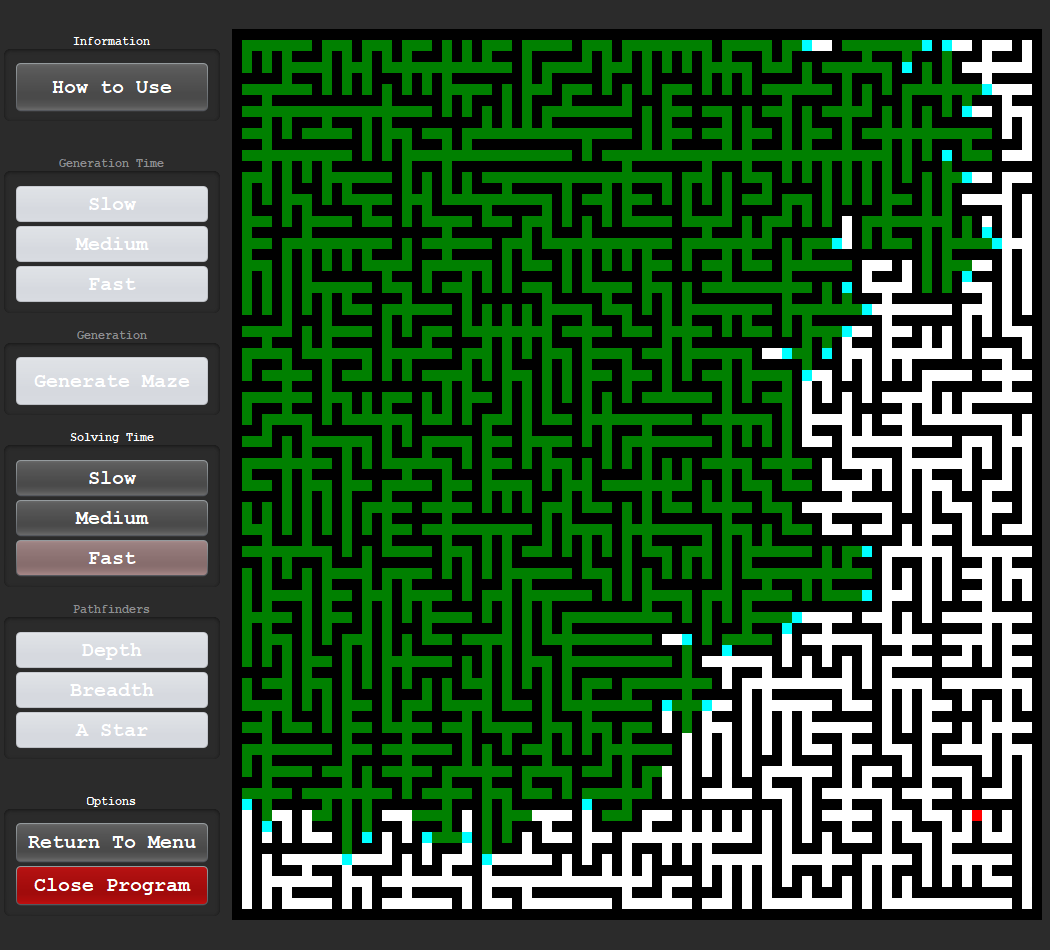 Information
How to Use
Generation Time
Slow
Medium
Fast
Generation
Generate Maze
Solving Time
Slow
Medium
Fast
Pathfinders
Depth
Breadth
A Star
Options
Return To Menu
Close Program